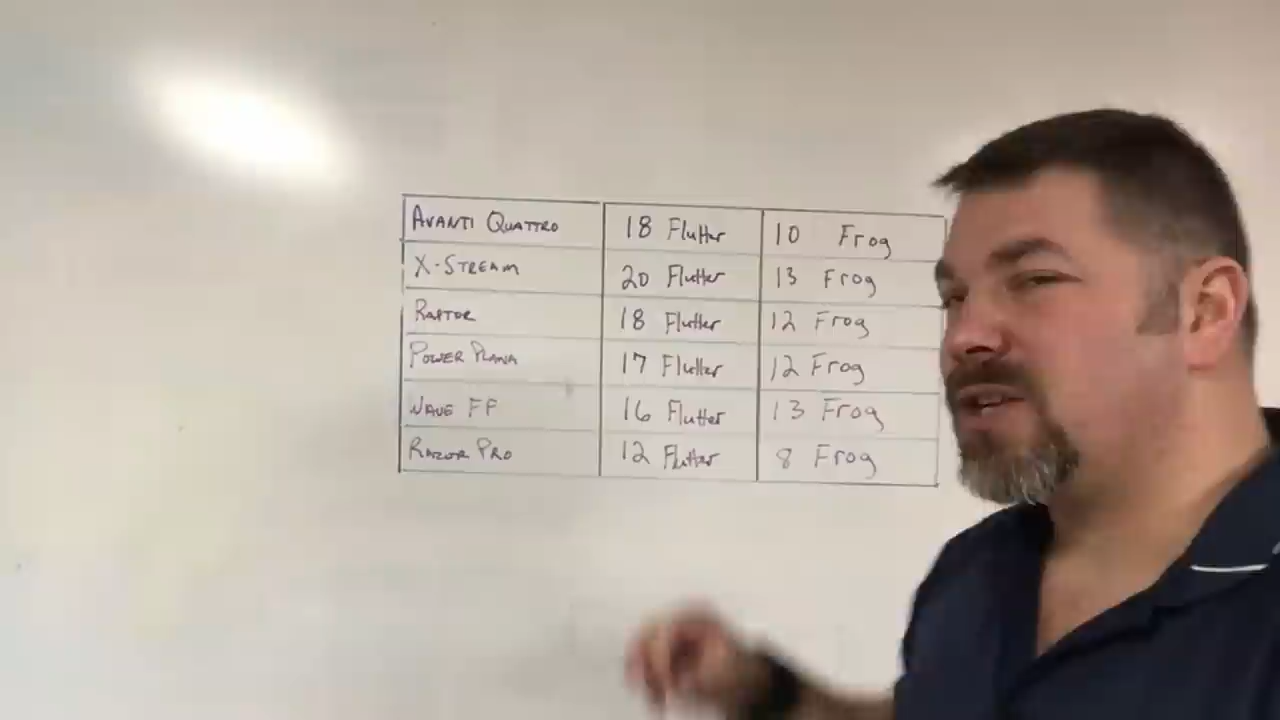 AVANTI QUATTRO 18 Flutter 10 Frog
X-STREAM 20 Flutter 13 Frog
RAPTOR 18 Flutter 12 Frog
POWER PLANA 17 Flutter 12 Frog
WAVE FF 16 Flutter 13 Frog
RAZOR PRO 12 Flutter 8 Frog